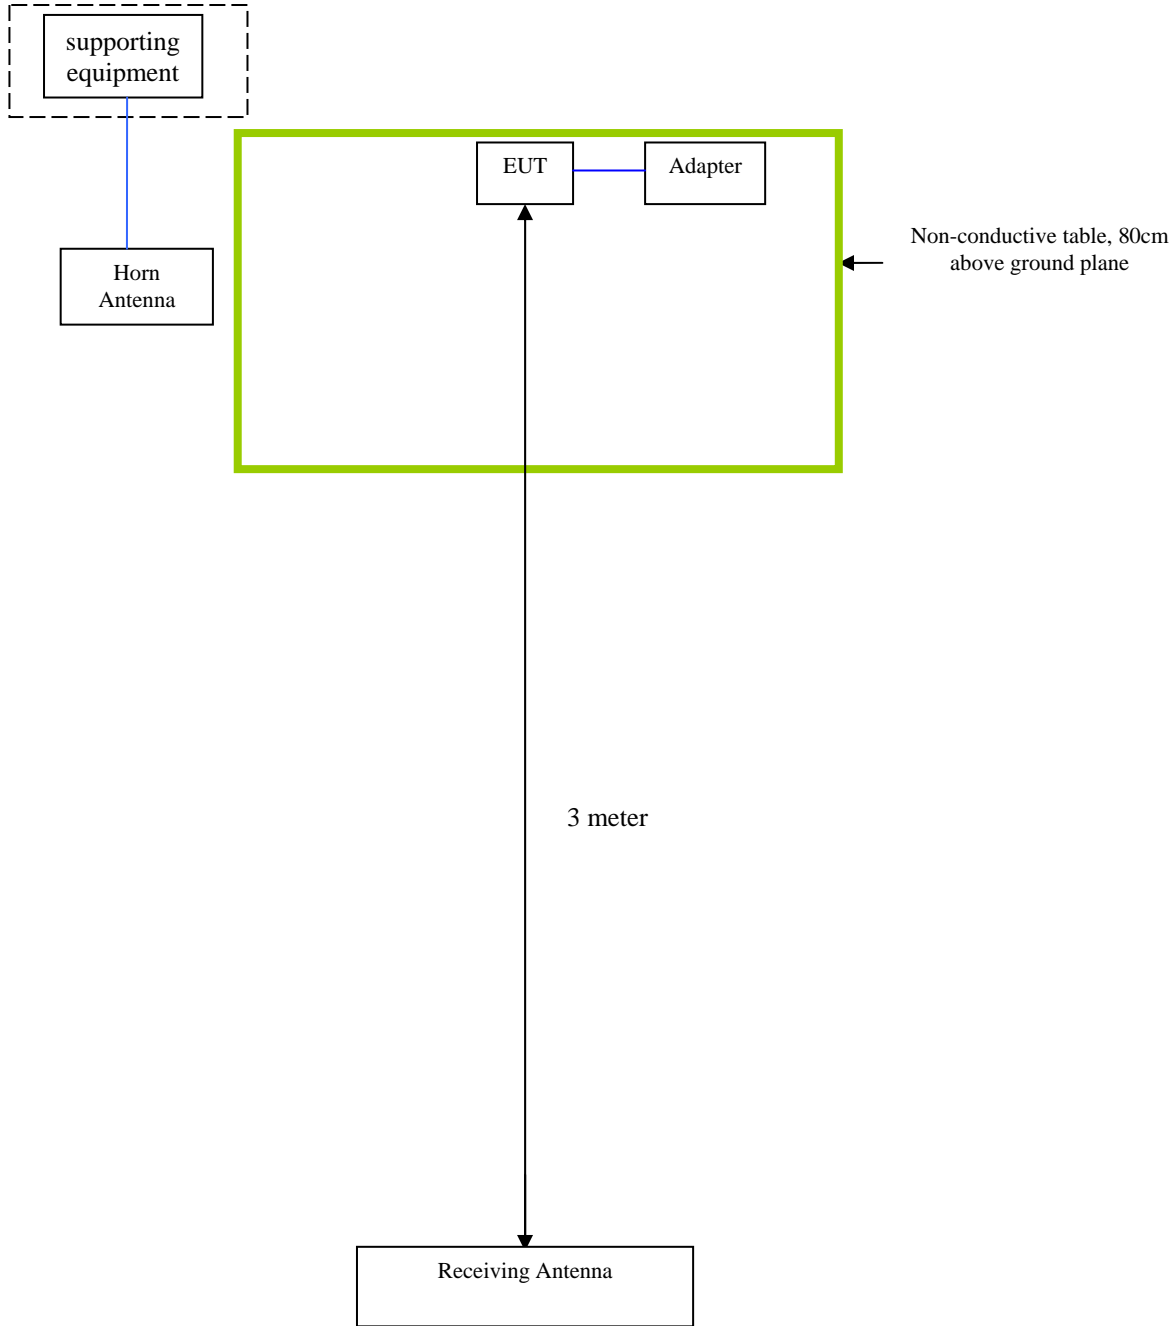 supporting
equipment
EUT
Adapter
Non-conductive table, 80cm
above ground plane
Horn
Antenna
3 meter
Receiving Antenna